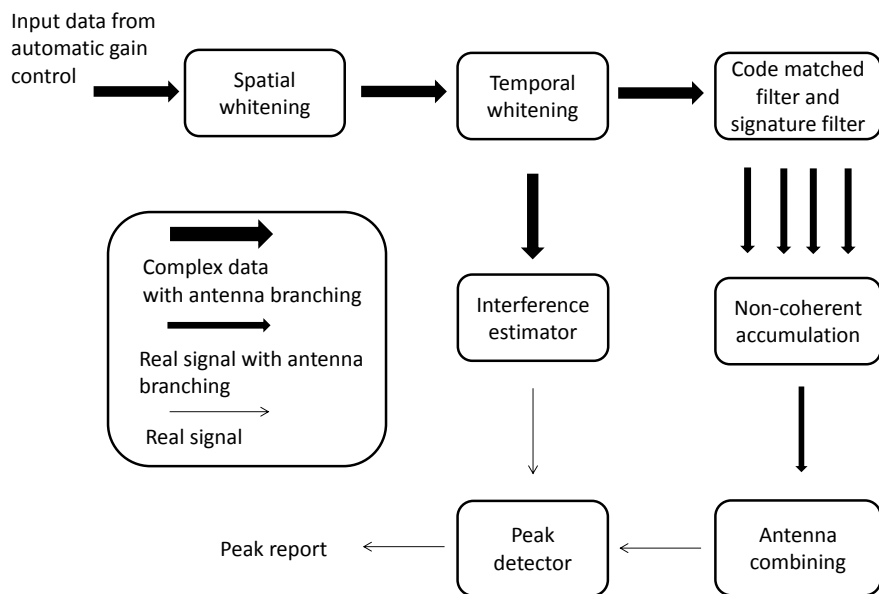 Input data from
automatic gain
control
Spatial
whitening
Temporal
whitening
Code matched
filter and
signature filter
Complex data
with antenna branching
Real signal with antenna
branching
Real signal
Interference
estimator
Non-coherent
accumulation
Peak report
Peak
detector
Antenna
combining